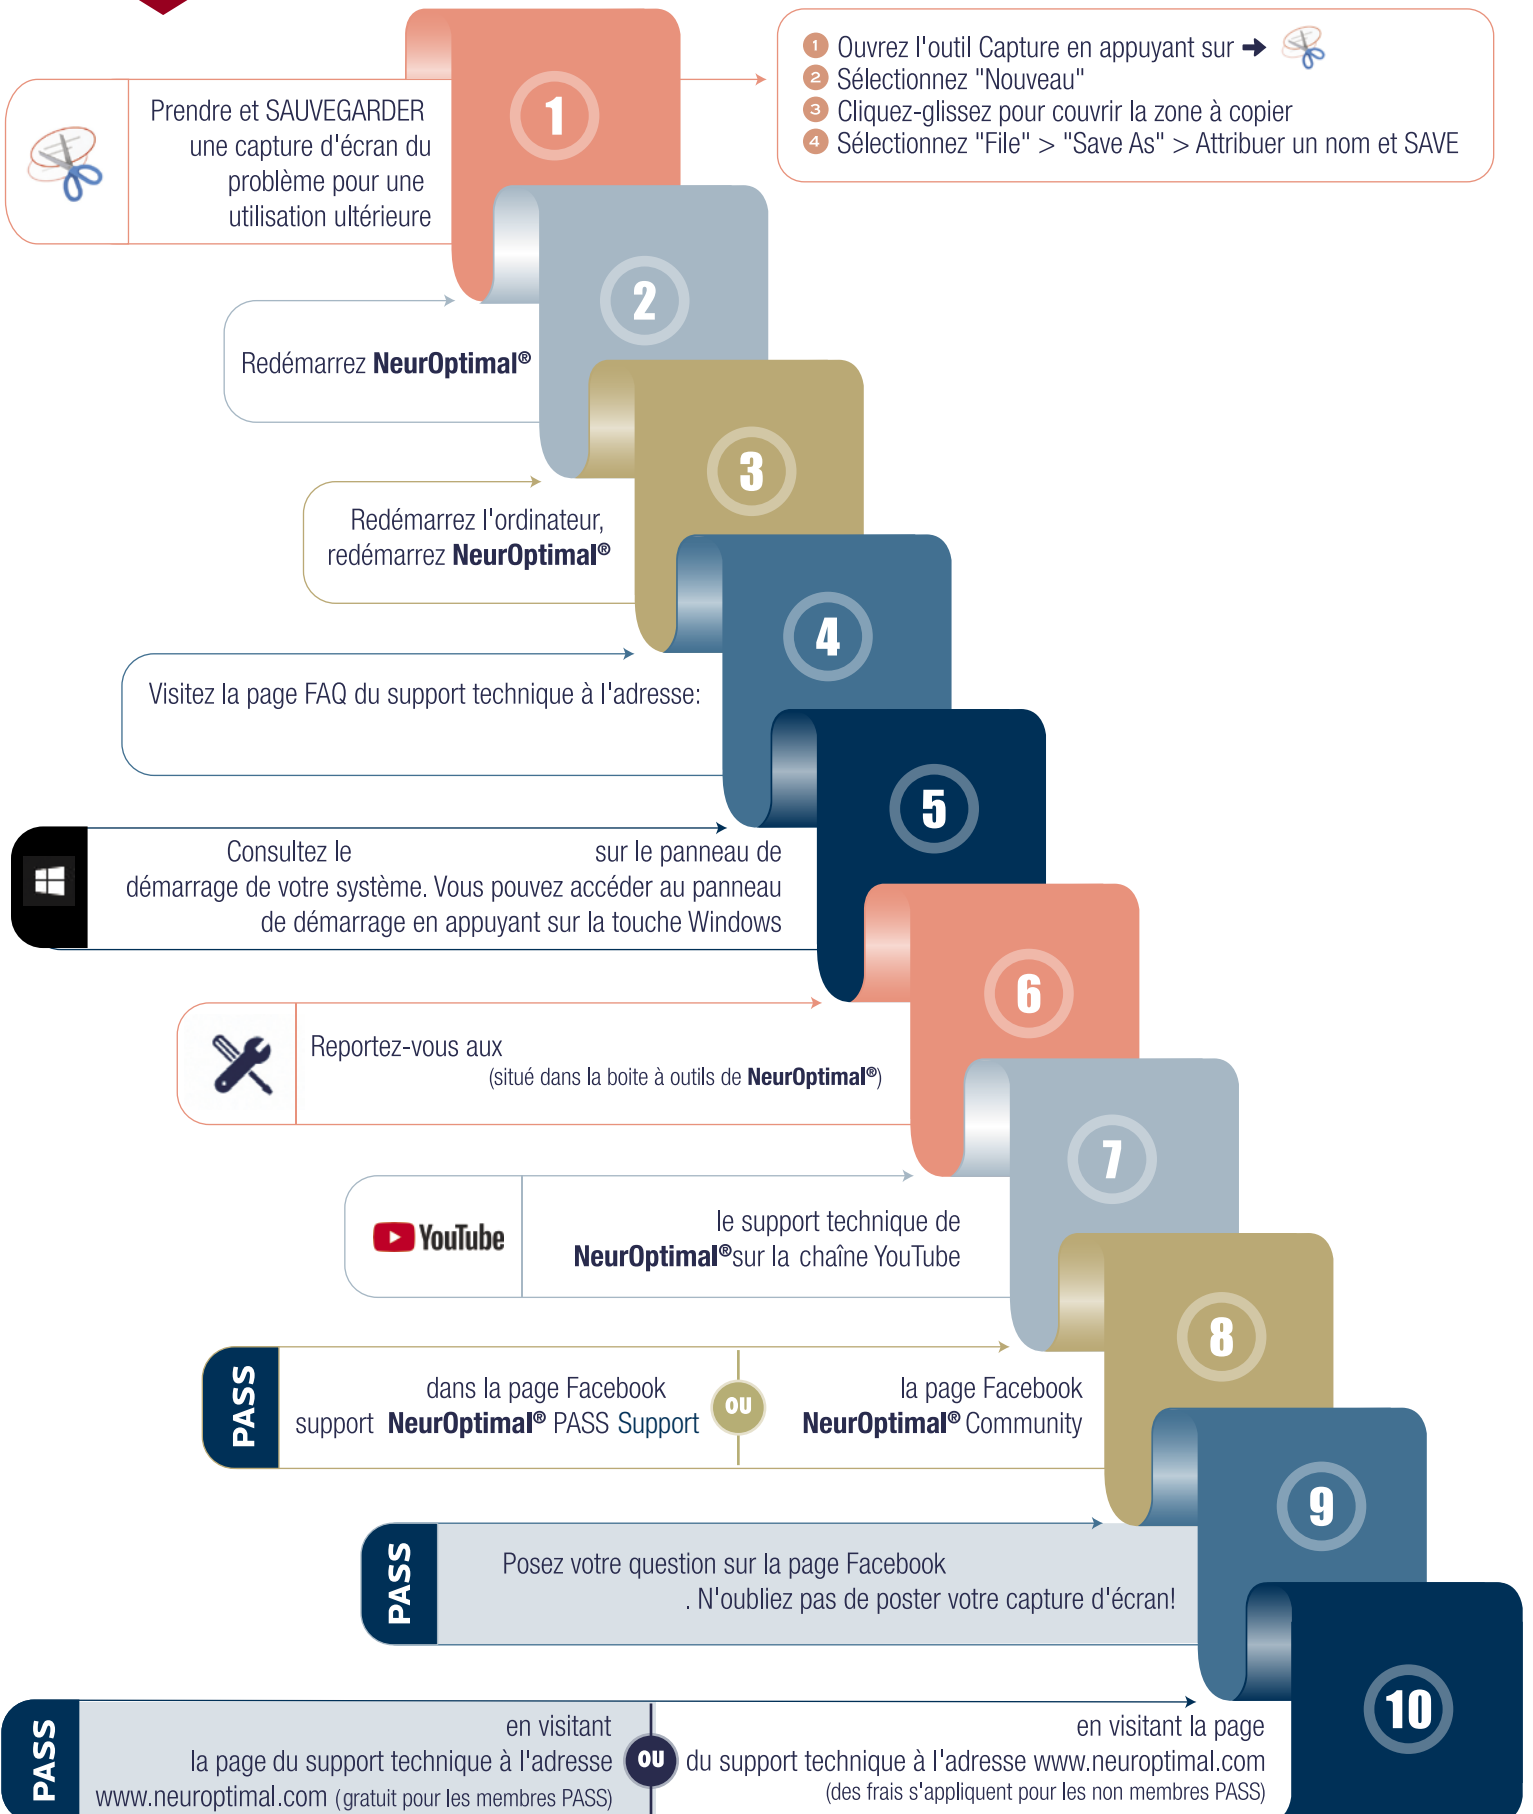 1 Ouvrez l'outil Capture en appuyant sur ➔
2 Sélectionnez "Nouveau"
3 Cliquez-glissez pour couvrir la zone à copier
4 Sélectionnez "File" > "Save As" > Attribuer un nom et SAVE
1
Prendre et SAUVEGARDER
une capture d'écran du
problème pour une
utilisation ultérieure
2
Redémarrez NeurOptimal®
3
Redémarrez l'ordinateur,
redémarrez NeurOptimal®
4
Visitez la page FAQ du support technique à l'adresse:
5
Consultez le sur le panneau de
démarrage de votre système. Vous pouvez accéder au panneau
de démarrage en appuyant sur la touche Windows
6
Reportez-vous aux
(situé dans la boite à outils de NeurOptimal®)
7
YouTube
le support technique de
NeurOptimal®sur la chaîne YouTube
8
PASS
dans la page Facebook
support NeurOptimal® PASS Support
OU
la page Facebook
NeurOptimal® Community
9
PASS
Posez votre question sur la page Facebook
. N'oubliez pas de poster votre capture d'écran!
10
PASS
en visitant
la page du support technique à l'adresse
www.neuroptimal.com (gratuit pour les membres PASS)
OU
en visitant la page
du support technique à l'adresse www.neuroptimal.com
(des frais s'appliquent pour les non membres PASS)